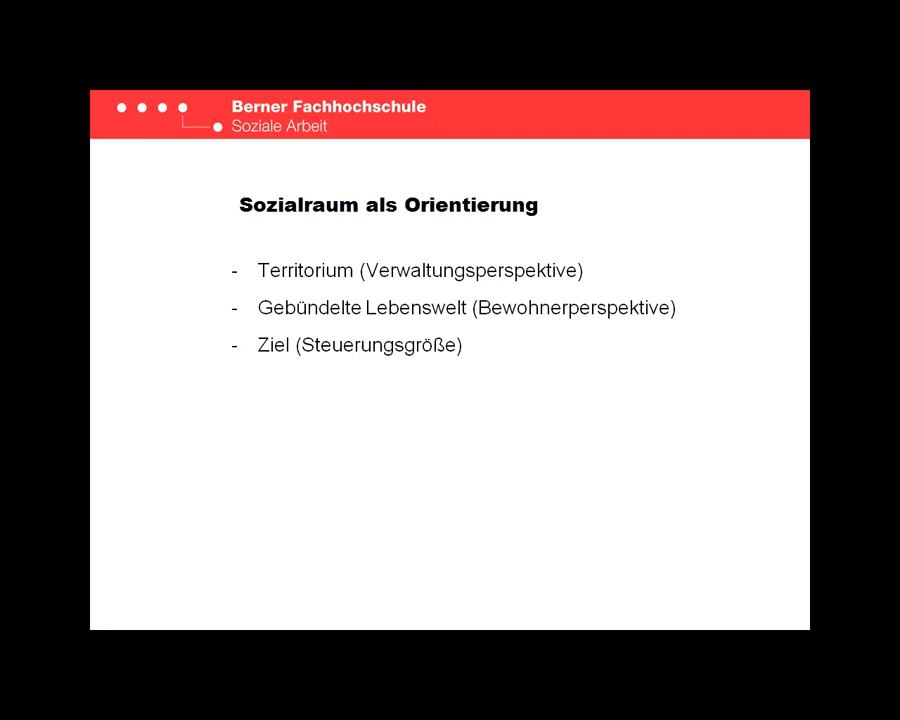 Berner Fachhochschule
Soziale Arbeit
Sozialraum als Orientierung
- Territorium (Verwaltungsperspektive)
- Gebündelte Lebenswelt (Bewohnerperspektive)
- Ziel (Steuerungsgröße)